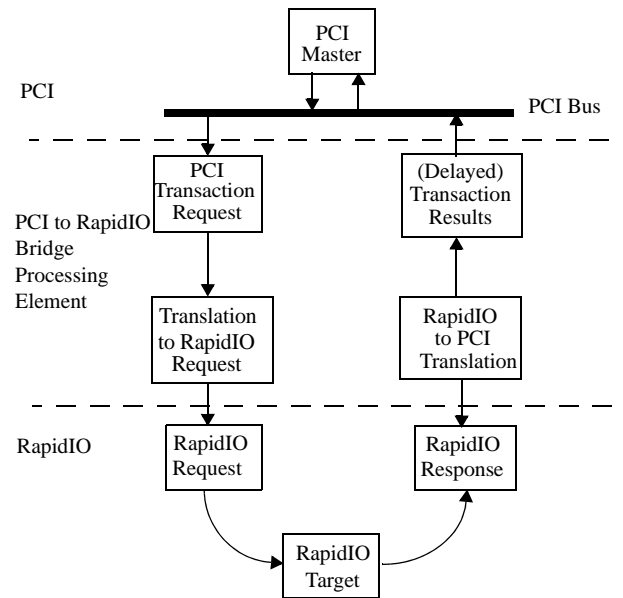 PCI
Master
PCI
PCI Bus
PCI
Transaction
Request
(Delayed)
Transaction
Results
PCI to RapidIO
Bridge
Processing
Element
Translation
to RapidIO
Request
RapidIO
to PCI
Translation
RapidIO
RapidIO
Request
RapidIO
Response
RapidIO
Target